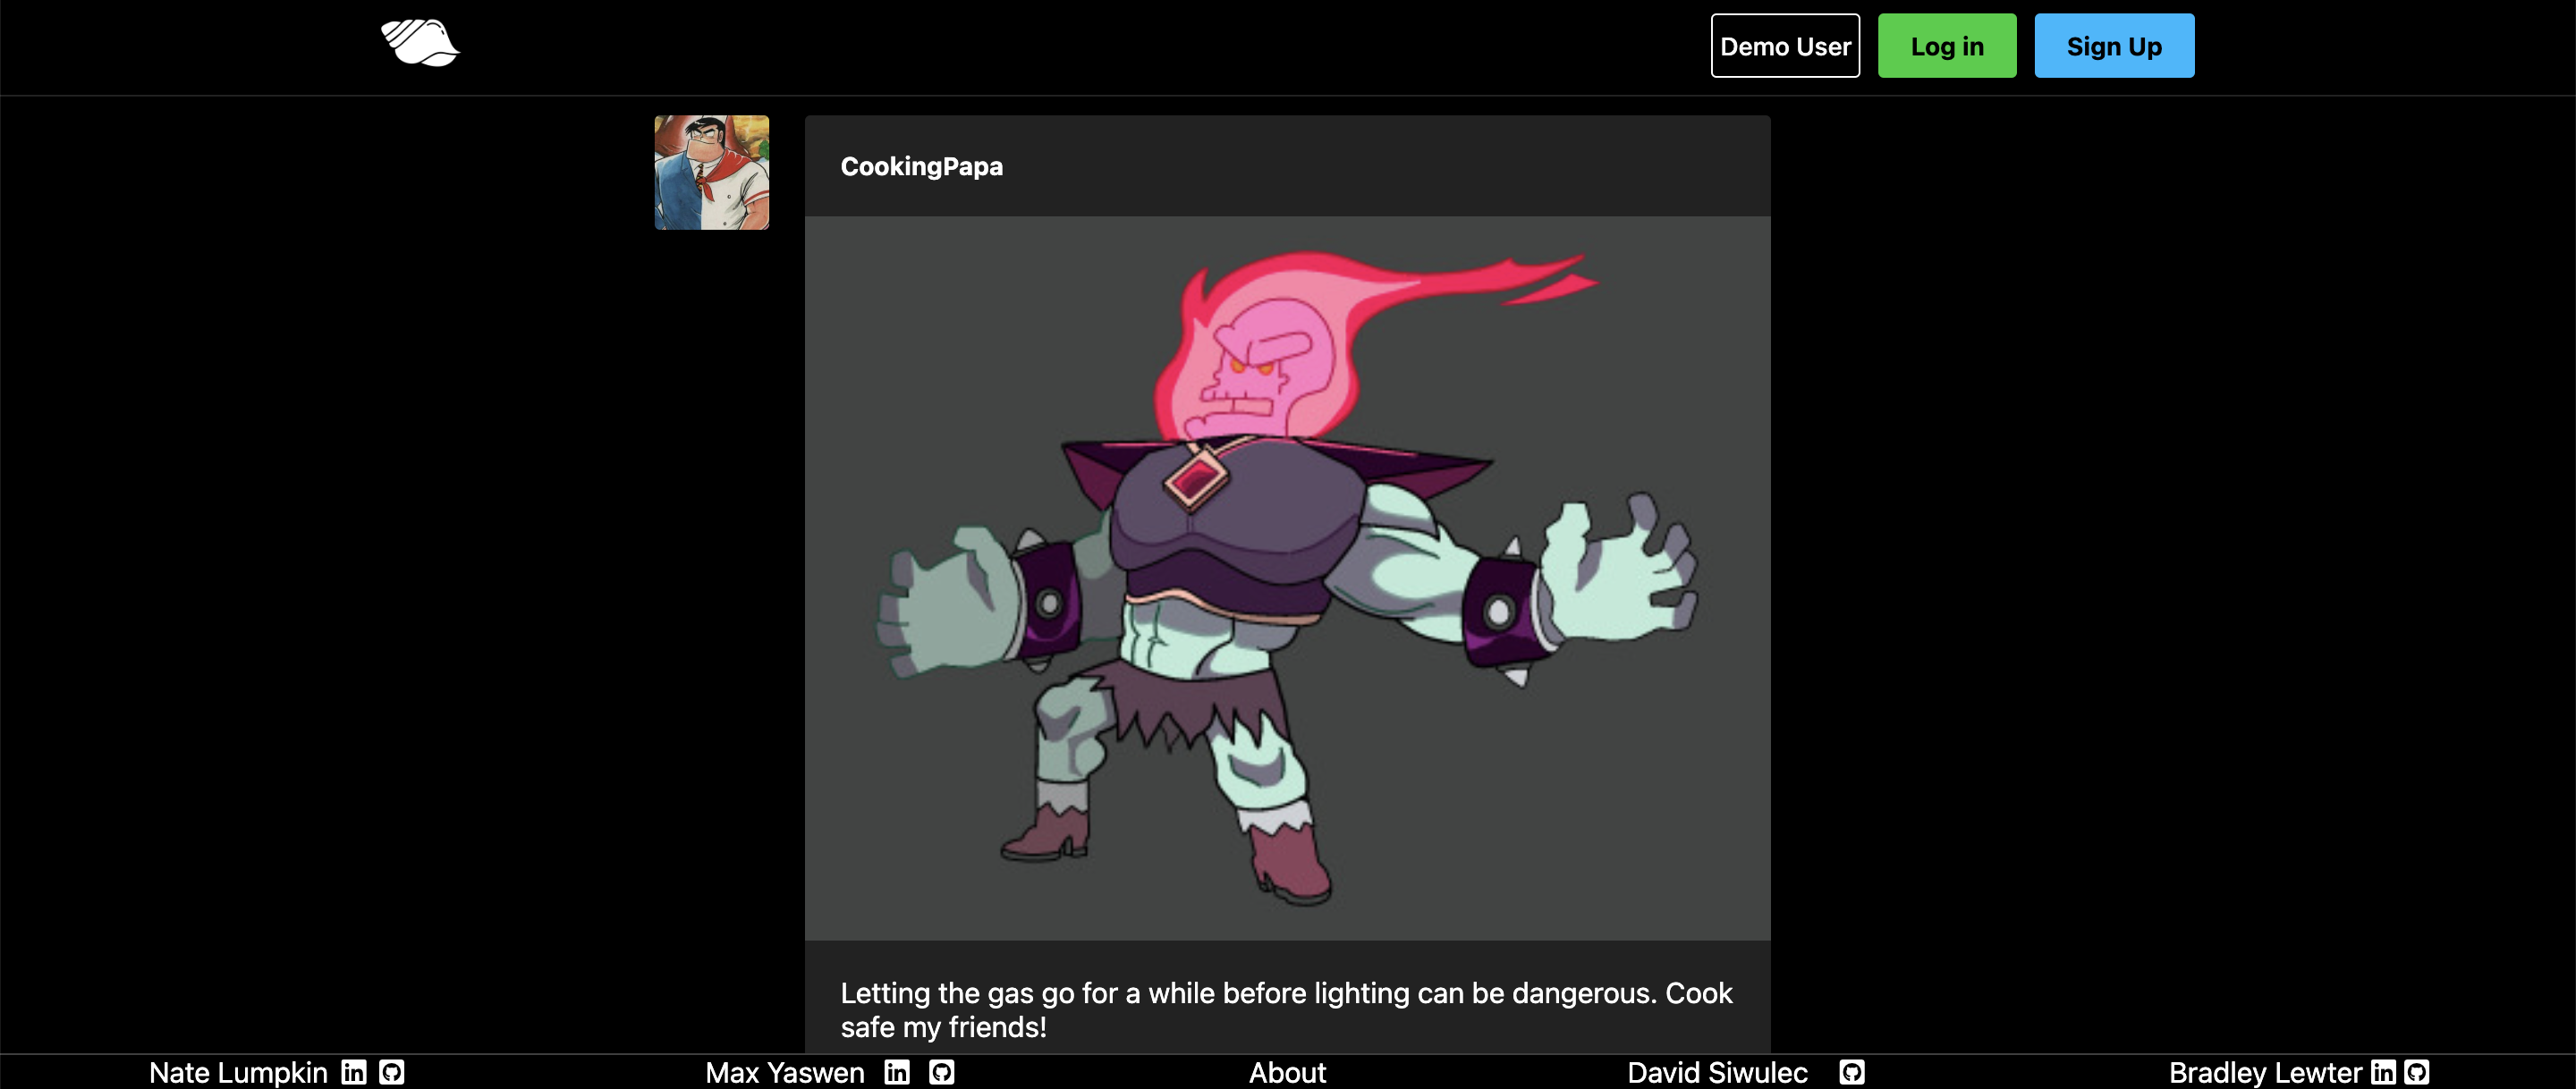 Demo User
Log in
Sign Up
CookingPapa
Letting the gas go for a while before lighting can be dangerous. Cook
safe my friends!
Nate Lumpkin
Max Yaswen
About
David Siwulec
Bradley Lewter